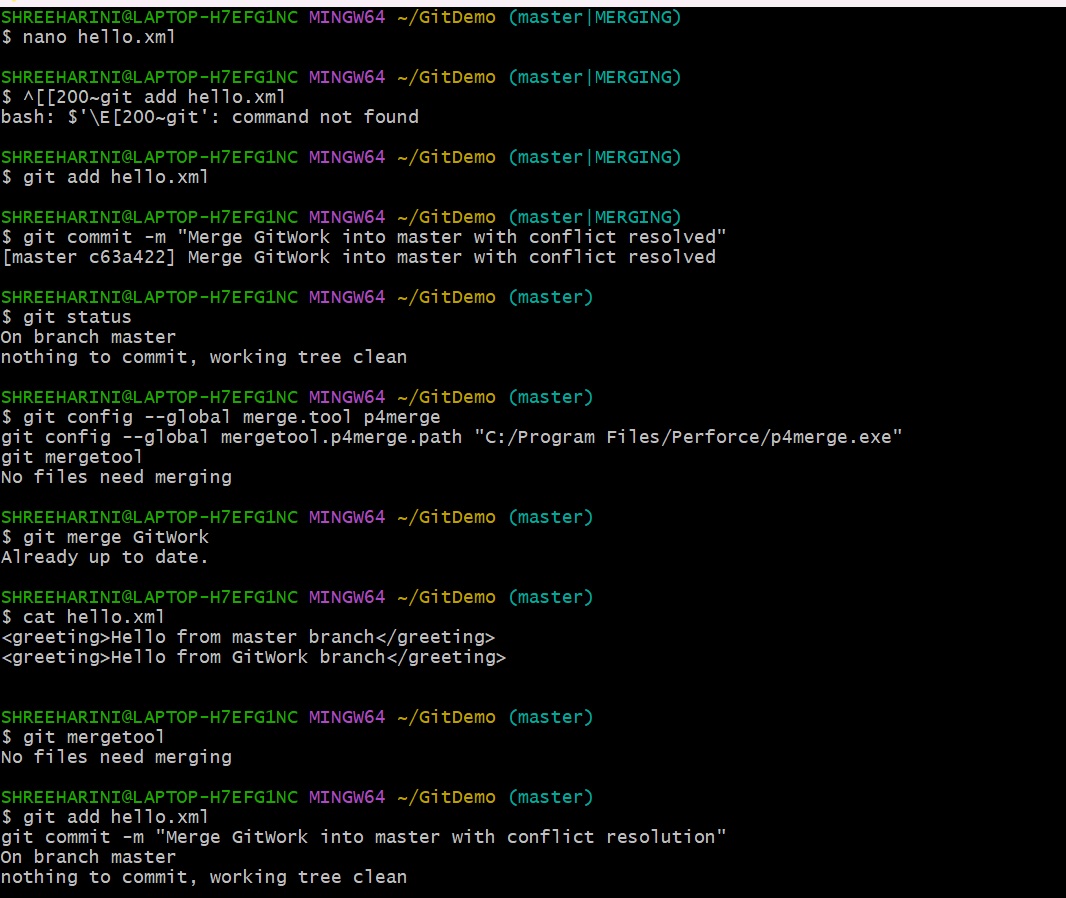 SHREEHARINI@LAPTOP-H7EFG1NC MINGW64 ~/GitDemo (master|MERGING)
$ nano hello.xml
SHREEHARINI@LAPTOP-H7EFG1NC MINGW64 ~/GitDemo (master|MERGING)
$ ^[[200~git add hello.xml
bash: $'\E[200~git': command not found
SHREEHARINI@LAPTOP-H7EFG1NC MINGW64 ~/GitDemo (master|MERGING)
$ git add hello.xml
SHREEHARINI@LAPTOP-H7EFG1NC MINGW64 ~/GitDemo (master|MERGING)
$ git commit -m "Merge GitWork into master with conflict resolved"
[master c63a422] Merge GitWork into master with conflict resolved
SHREEHARINI@LAPTOP-H7EFG1NC MINGW64 ~/GitDemo (master)
$ git status
On branch master
nothing to commit, working tree clean
SHREEHARINI@LAPTOP-H7EFG1NC MINGW64 ~/GitDemo (master)
$ git config --global merge.tool p4merge
git config --global mergetool.p4merge.path "C:/Program Files/Perforce/p4merge.exe"
git mergetool
No files need merging
SHREEHARINI@LAPTOP-H7EFG1NC MINGW64 ~/GitDemo (master)
$ git merge GitWork
Already up to date.
SHREEHARINI@LAPTOP-H7EFG1NC MINGW64 ~/GitDemo (master)
$ cat hello.xml
<greeting>Hello from master branch</greeting>
<greeting>Hello from GitWork branch</greeting>
SHREEHARINI@LAPTOP-H7EFG1NC MINGW64 ~/GitDemo (master)
$ git mergetool
No files need merging
SHREEHARINI@LAPTOP-H7EFG1NC MINGW64 ~/GitDemo (master)
$ git add hello.xml
git commit -m "Merge GitWork into master with conflict resolution"
On branch master
nothing to commit, working tree clean